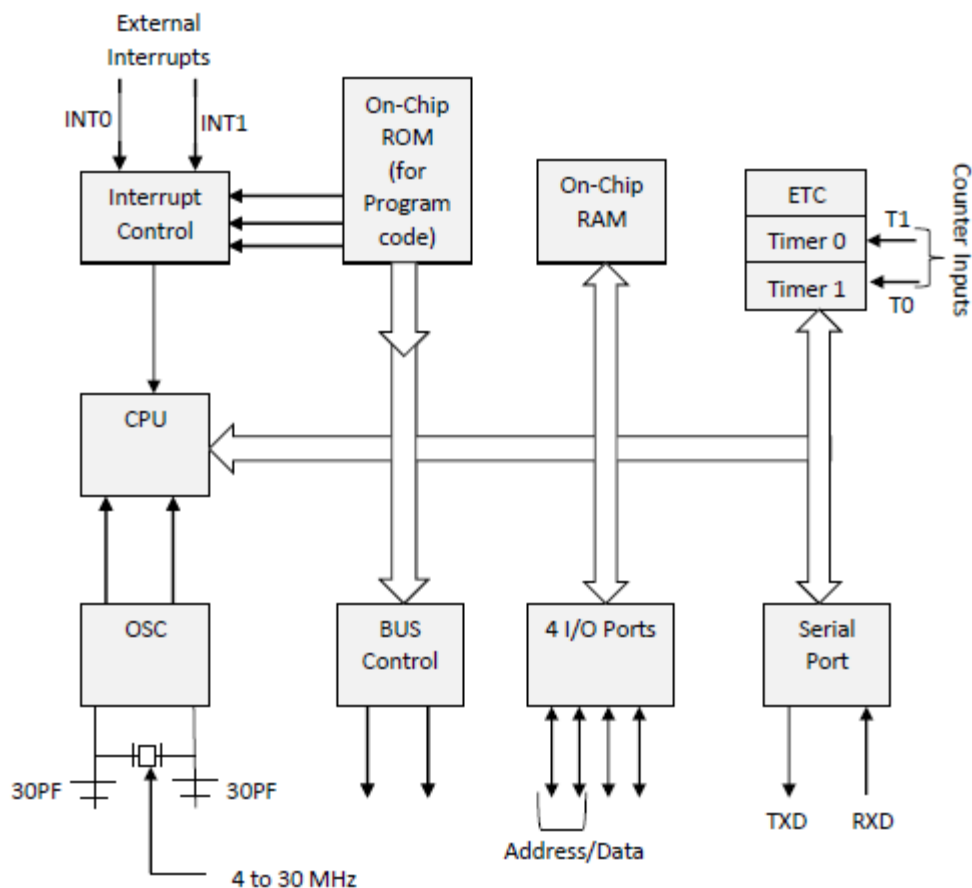 External
Interrupts
INT0
INT1
On-Chip
ROM
(for
Program
code)
Interrupt
Control
On-Chip
RAM
ETC
Timer 0
Timer 1
T1
T0
Counter Inputs
CPU
OSC
BUS
Control
4 I/O Ports
Serial
Port
30PF
30PF
4 to 30 MHz
Address/Data
TXD
RXD